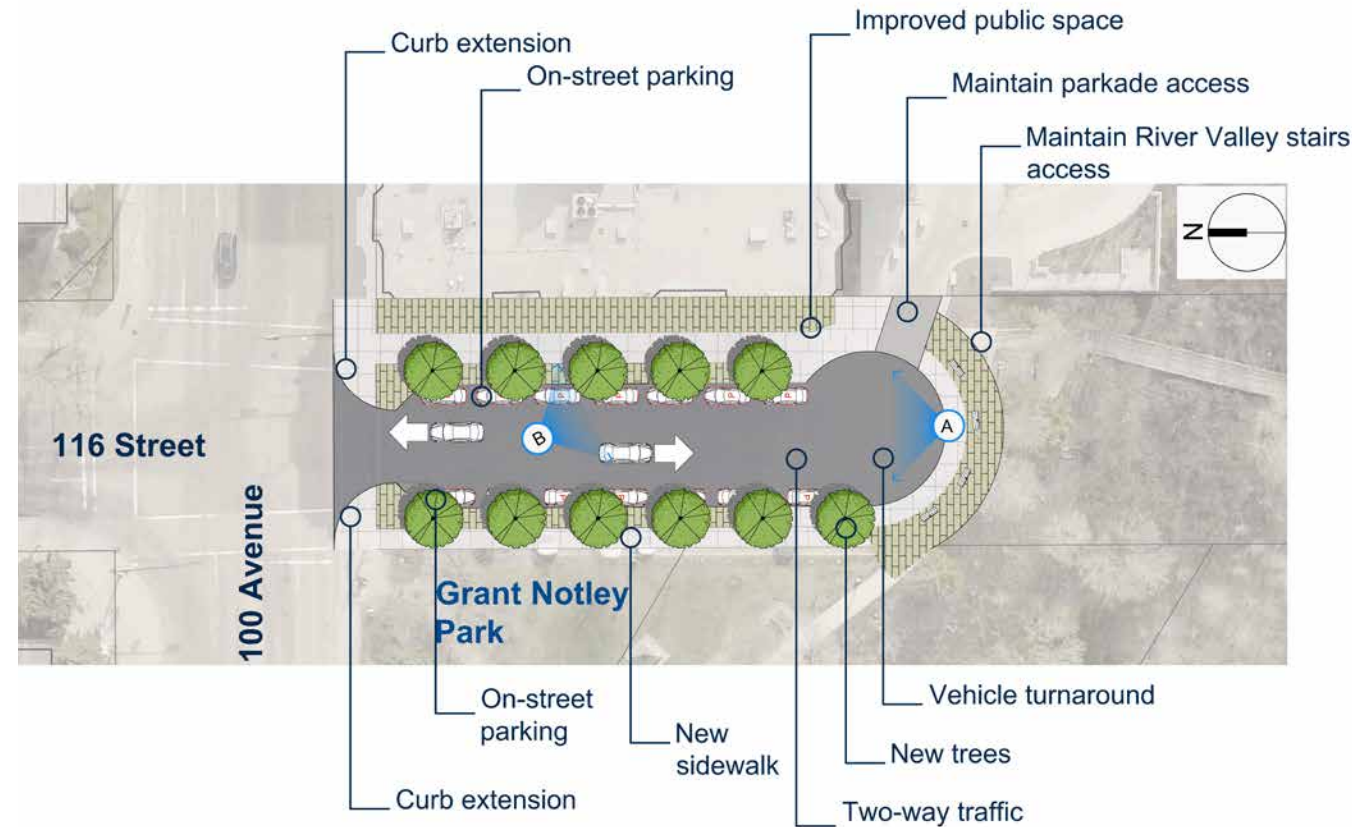 Improved public space
Curb extension
On-street parking
Maintain parkade access
Maintain River Valley stairs
access
N
116 Street
100 Avenue
B
A
P
P
P
P
P
P
P
P
Grant Notley
Park
On-street
parking
New
sidewalk
Vehicle turnaround
New trees
Curb extension
Two-way traffic